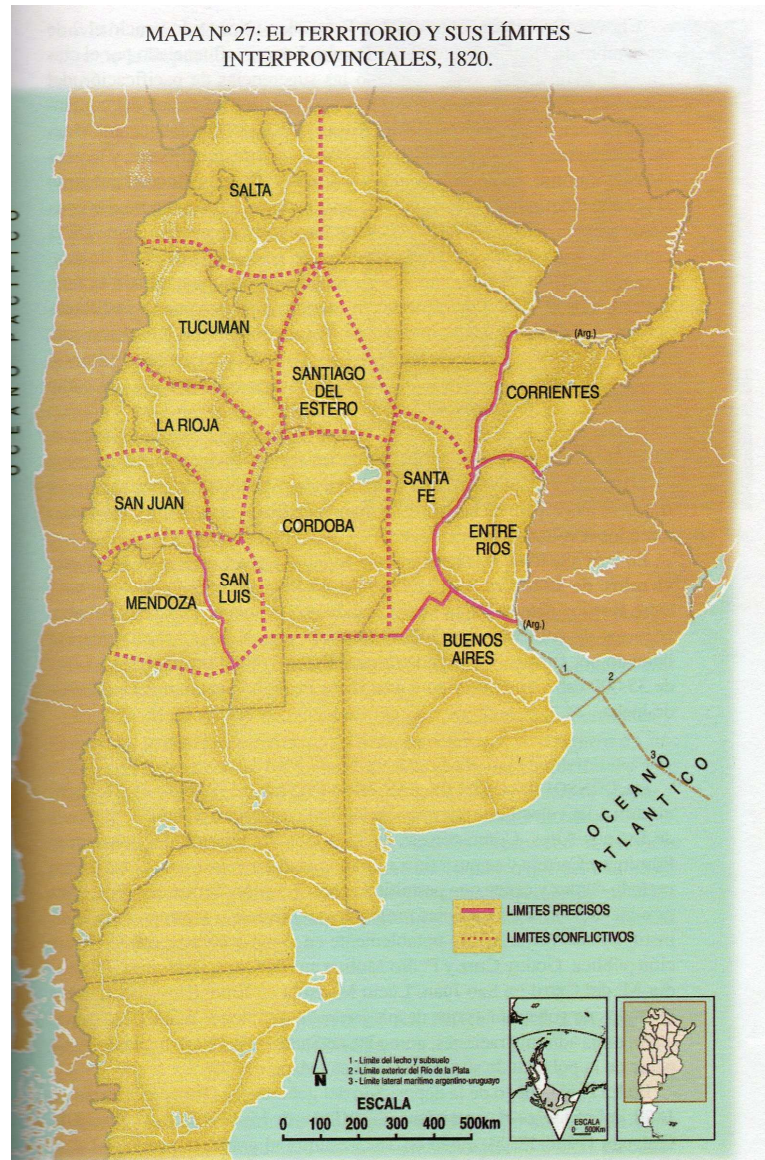 MAPA Nº 27: EL TERRITORIO Y SUS LÍMITES
INTERPROVINCIALES, 1820.
OCEANO PACIFICO
SALTA
TUCUMAN
SANTIAGO
DEL
ESTERO
(Arg.)
CORRIENTES
LA RIOJA
SAN JUAN
SANTA
FE
CORDOBA
ENTRE
RIOS
SAN
LUIS
MENDOZA
(Arg.)
BUENOS
AIRES
1
2
3
OCEANO
ATLANTICO
LIMITES PRECISOS
LIMITES CONFLICTIVOS
N
1 - Límite del lecho y subsuelo
2 - Límite exterior del Río de la Plata
3 - Límite lateral marítimo argentino-uruguayo
ESCALA
0 100 200 300 400 500km
ESCALA
0 500Km